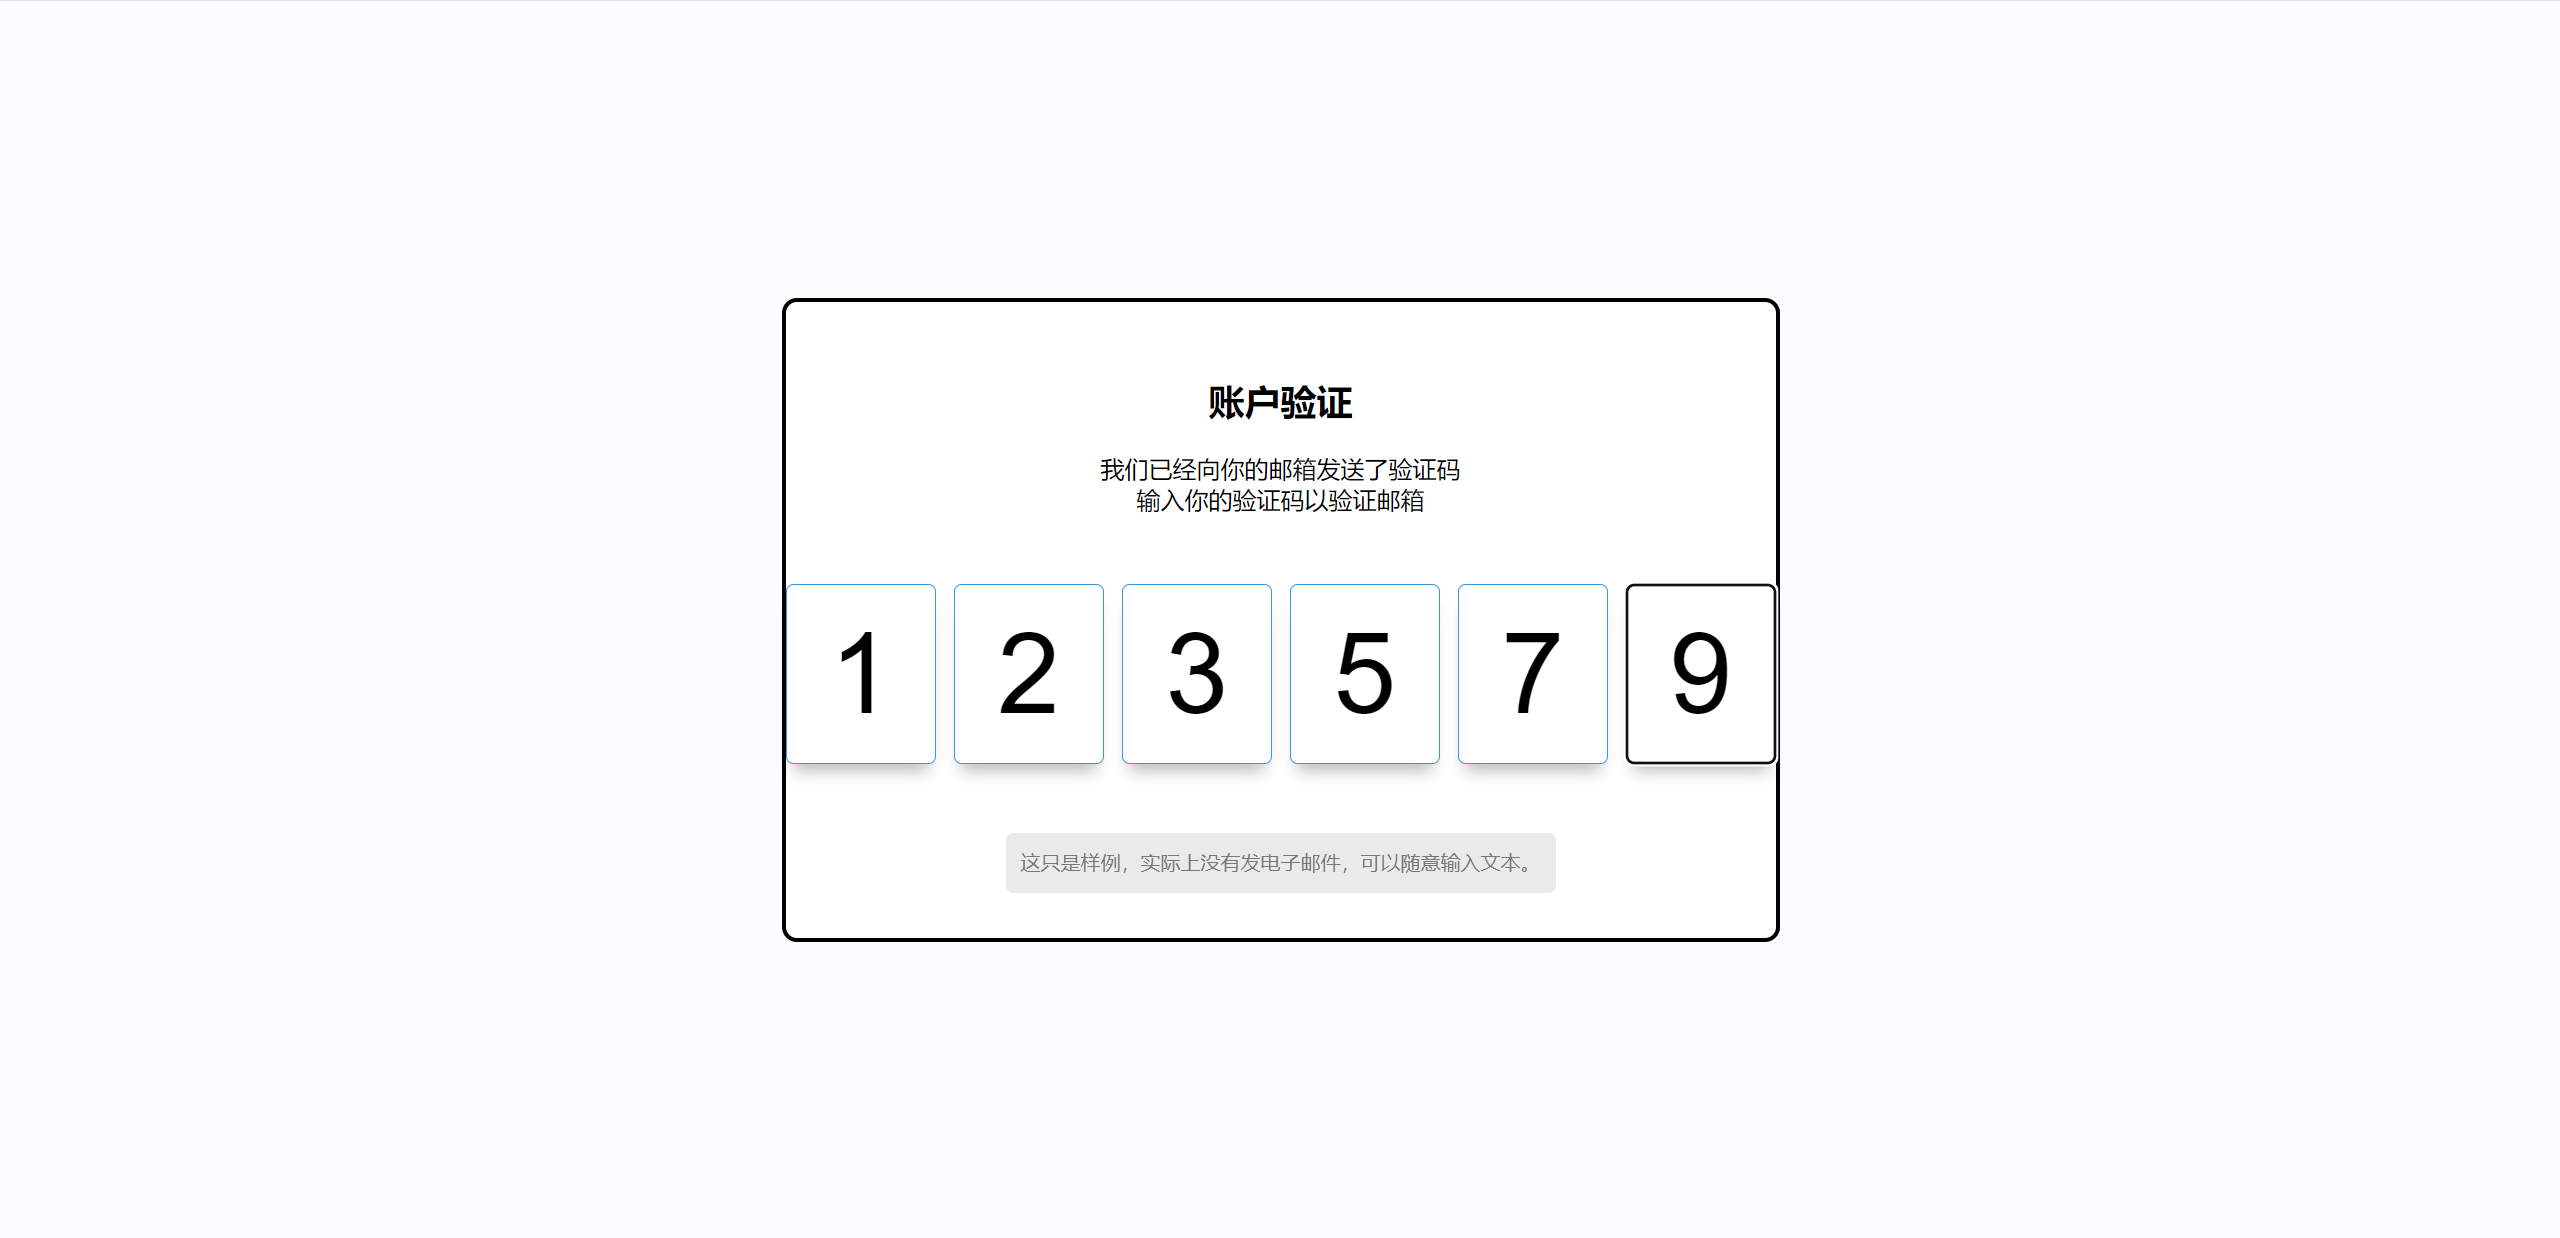 账户验证
我们已经向你的邮箱发送了验证码
输入你的验证码以验证邮箱
1 2 3 5 7 9
这只是样例，实际上没有发电子邮件，可以随意输入文本。